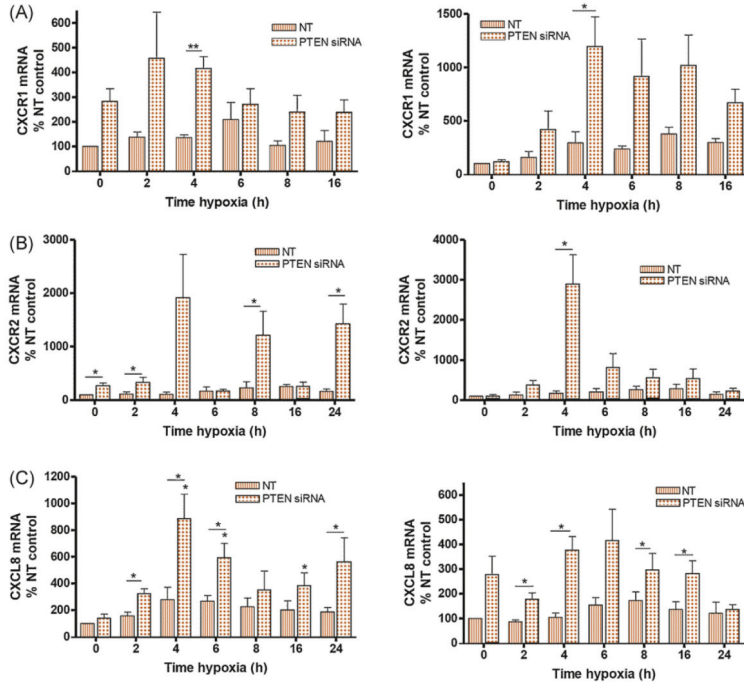 (A)
CXCR1 mRNA
% NT control
600
500
400
300
200
100
0
**
NT
PTEN siRNA
0 2 4 6 8 16
Time hypoxia (h)
CXCR1 mRNA
% NT control
1500
1000
500
0
*
NT
PTEN siRNA
0 2 4 6 8 16
Time hypoxia (h)
(B)
CXCR2 mRNA
% NT control
3000
2000
1000
0
* * * *
NT
PTEN siRNA
0 2 4 6 8 16 24
Time hypoxia (h)
CXCR2 mRNA
% NT control
4000
3000
2000
1000
0
*
NT
PTEN siRNA
0 2 4 6 8 16 24
Time hypoxia (h)
(C)
CXCL8 mRNA
% NT control
1200
1000
800
600
400
200
0
* * * * * * *
NT
PTEN siRNA
0 2 4 6 8 16 24
Time hypoxia (h)
CXCL8 mRNA
% NT control
600
500
400
300
200
100
0
* * * *
NT
PTEN siRNA
0 2 4 6 8 16 24
Time hypoxia (h)